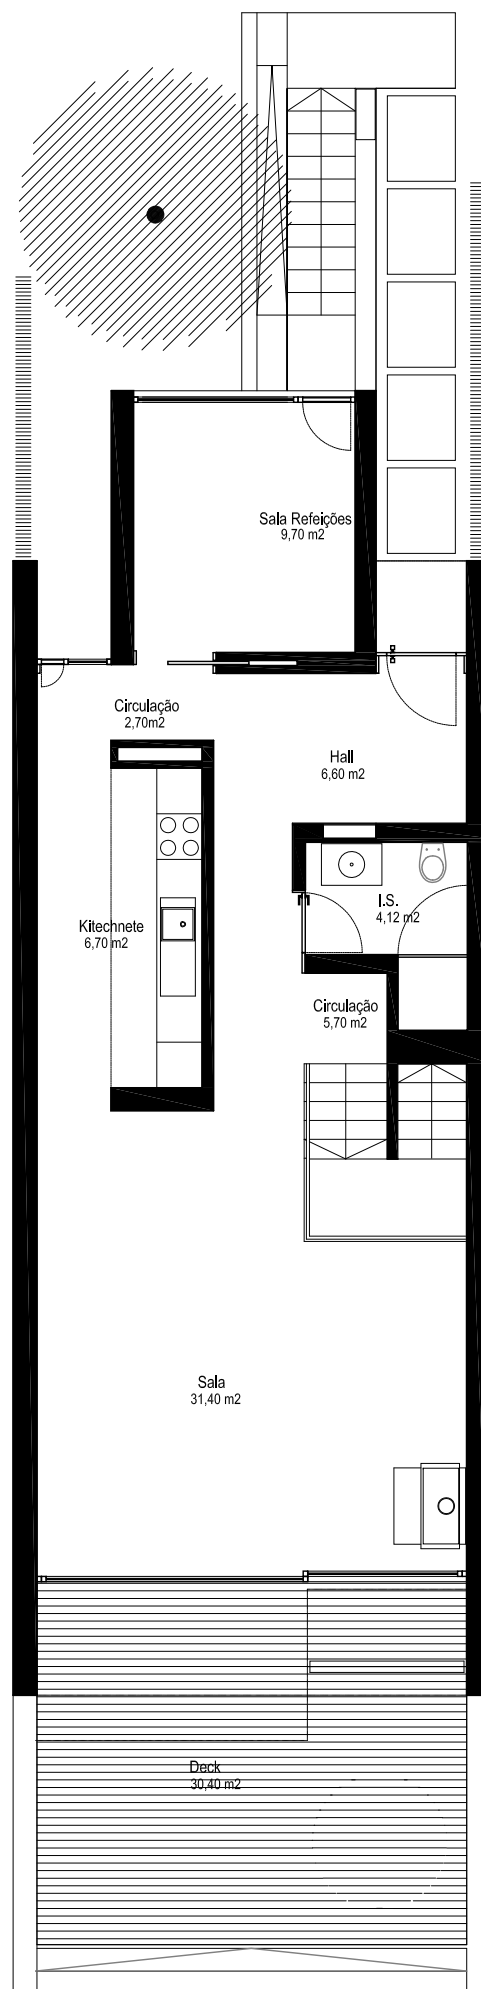 Sala Refeições
9,70 m2
Circulação
2,70m2
Hall
6,60 m2
I.S.
4,12 m2
Kitechnete
6,70 m2
Circulação
5,70 m2
Sala
31,40 m2
Deck
30,40 m2